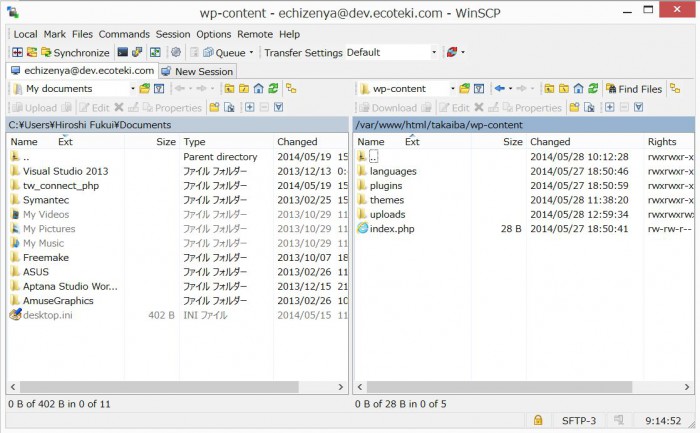 wp-content - echizenya@dev.ecoteki.com - WinSCP
Local Mark Files Commands Session Options Remote Help
Synchronize Queue Transfer Settings Default
echizenya@dev.ecoteki.com New Session
My documents
Upload Edit Properties
C:¥Users¥Hiroshi Fukui¥Documents
Name Ext Size Type Changed
.. Parent directory 2014/05/19 15
Visual Studio 2013 ファイル フォルダー 2013/12/13 0:
tw_connect_php ファイル フォルダー 2014/05/19 15
Symantec ファイル フォルダー 2013/02/26 10
My Videos ファイル フォルダー 2013/10/29 11
My Pictures ファイル フォルダー 2013/10/29 11
My Music ファイル フォルダー 2013/10/29 11
Freemake ファイル フォルダー 2013/10/07 18
ASUS ファイル フォルダー 2013/02/26 11
Aptana Studio Wor... ファイル フォルダー 2013/12/15 21
AmuseGraphics ファイル フォルダー 2013/02/26 10
desktop.ini 402 B INI ファイル 2014/05/15 11
0 B of 402 B in 0 of 11
wp-content Find Files
Download Edit Properties
/var/www/html/takaiba/wp-content
Name Ext Size Changed Rights
.. 2014/05/28 10:12:28 rwxrwxr-x
languages 2014/05/27 18:50:46 rwxrwxr-x
plugins 2014/05/27 18:50:59 rwxrwxr-x
themes 2014/05/28 11:38:20 rwxrwxr-x
uploads 2014/05/28 12:59:34 rwxrwxr
index.php 28 B 2014/05/27 18:50:41 rw-rw-r--
0 B of 28 B in 0 of 5
SFTP-3 9:14:52